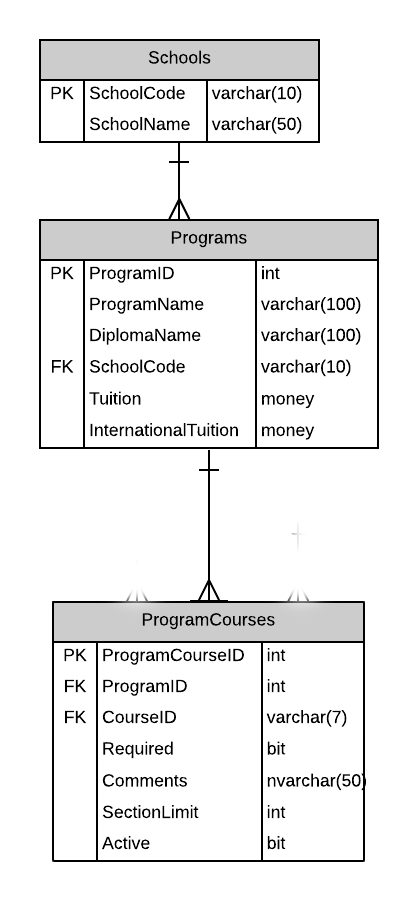 Schools
PK SchoolCode varchar(10)
SchoolName varchar(50)
Programs
PK ProgramID int
ProgramName varchar(100)
DiplomaName varchar(100)
FK SchoolCode varchar(10)
Tuition money
InternationalTuition money
ProgramCourses
PK ProgramCourseID int
FK ProgramID int
FK CourseID varchar(7)
Required bit
Comments nvarchar(50)
SectionLimit int
Active bit